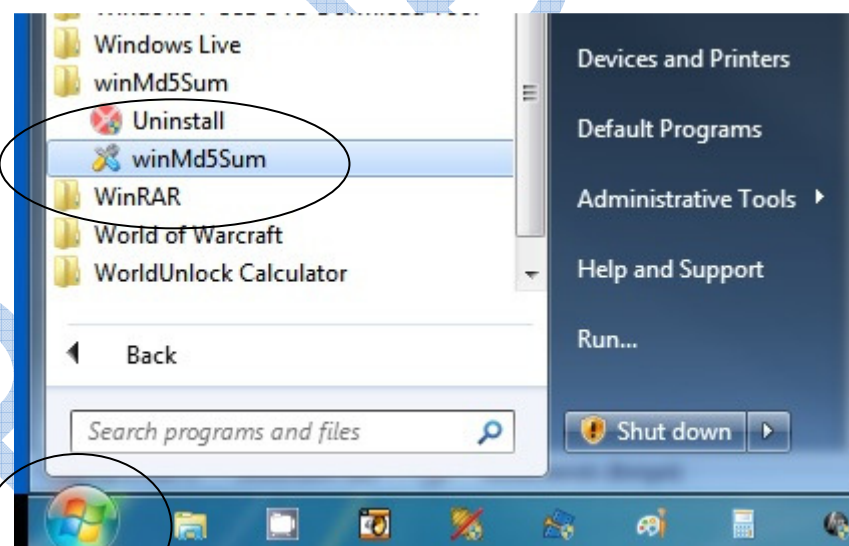 Windows Live
winMd5Sum
Uninstall
winMd5Sum
WinRAR
World of Warcraft
WorldUnlock Calculator
Back
Search programs and files
Devices and Printers
Default Programs
Administrative Tools
Help and Support
Run...
Shut down